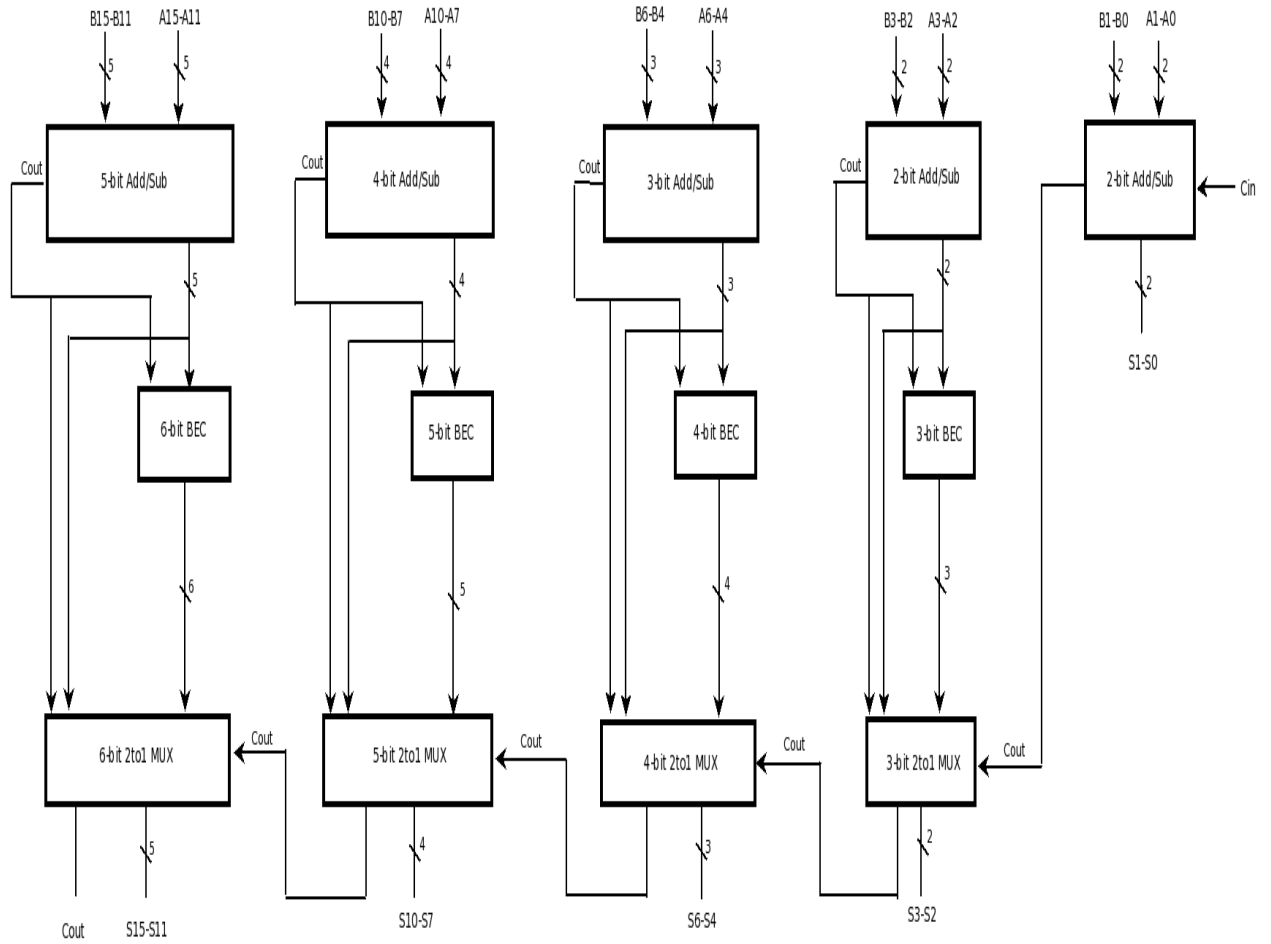 B15-B11 A15-A11 B10-B7 A10-A7 B6-B4 A6-A4 B3-B2 A3-A2 B1-B0 A1-A0
5 5 4 4 3 3 2 2 2 2
Cout 5-bit Add/Sub Cout 4-bit Add/Sub Cout 3-bit Add/Sub Cout 2-bit Add/Sub 2-bit Add/Sub Cin
5 4 3 2 2
S1-S0
6-bit BEC 5-bit BEC 4-bit BEC 3-bit BEC
6 5 4 3
6-bit 2to1 MUX Cout 5-bit 2to1 MUX Cout 4-bit 2to1 MUX Cout 3-bit 2to1 MUX Cout
5 4 3 2
Cout S15-S11 S10-S7 S6-S4 S3-S2